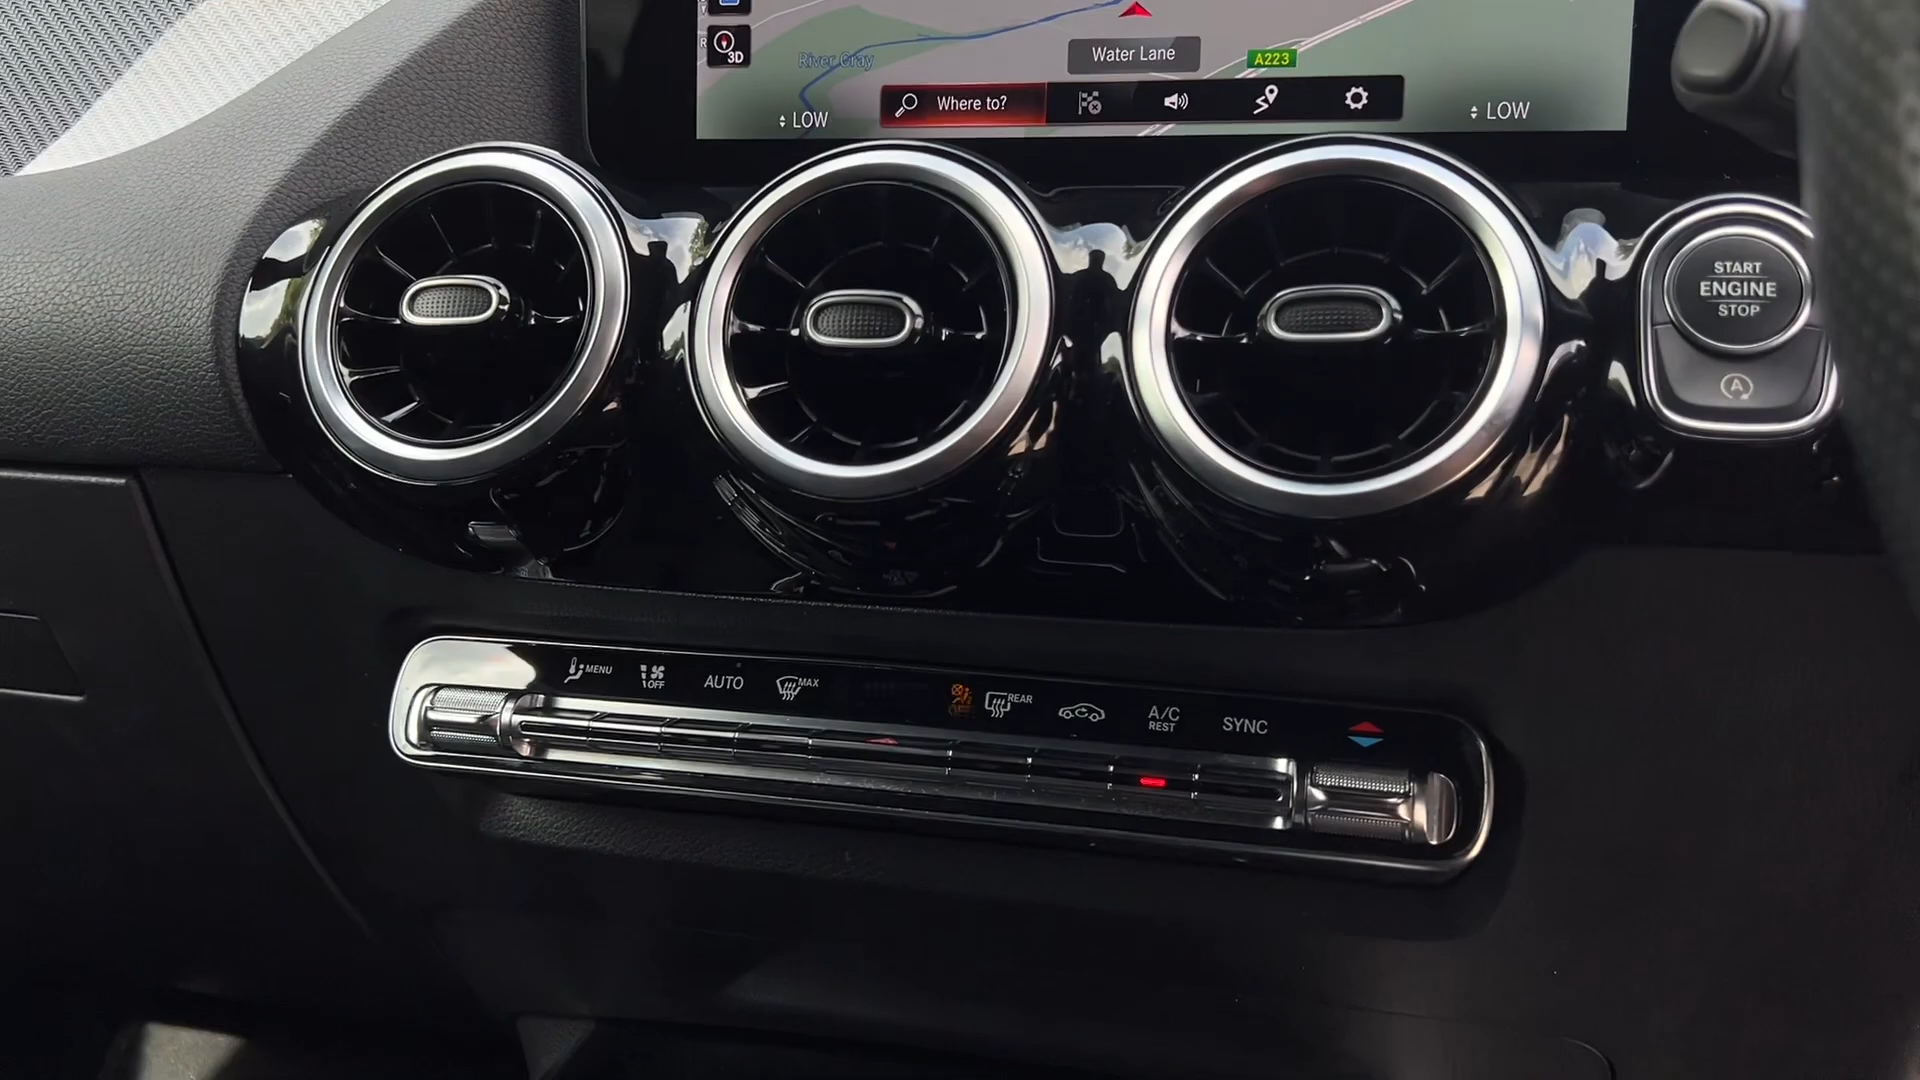 3D
River Cray
Water Lane
A223
Where to?
LOW
LOW
START
ENGINE
STOP
A
MENU
OFF
AUTO
MAX
REAR
A/C
REST
SYNC